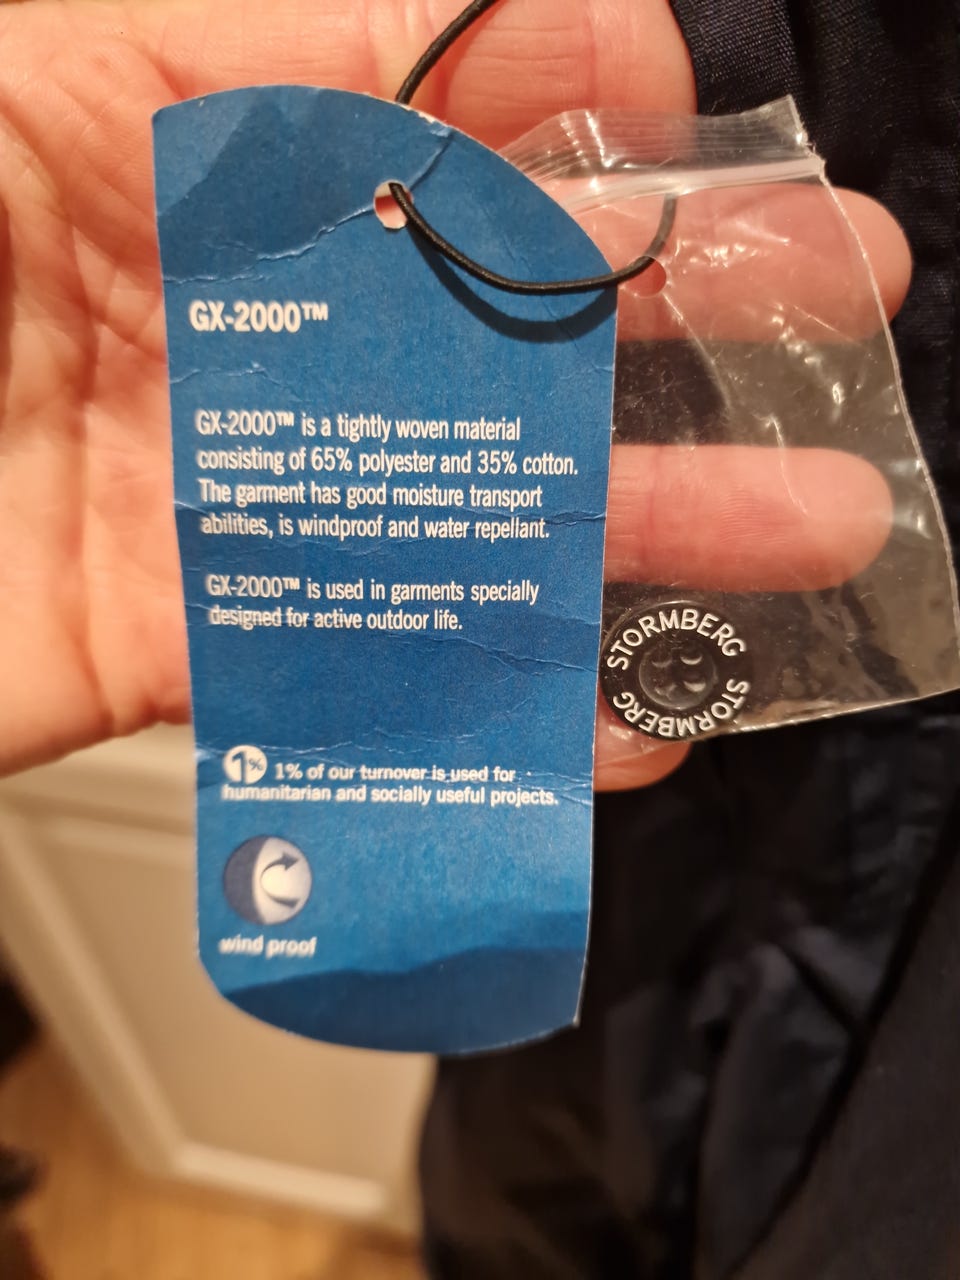 GX-2000™
GX-2000™ is a tightly woven material
consisting of 65% polyester and 35% cotton.
The garment has good moisture transport
abilities, is windproof and water repellant.
GX-2000™ is used in garments specially
designed for active outdoor life.
1% 1% of our turnover is used for
humanitarian and socially useful projects.
wind proof
STORMBERG
STORMBERG